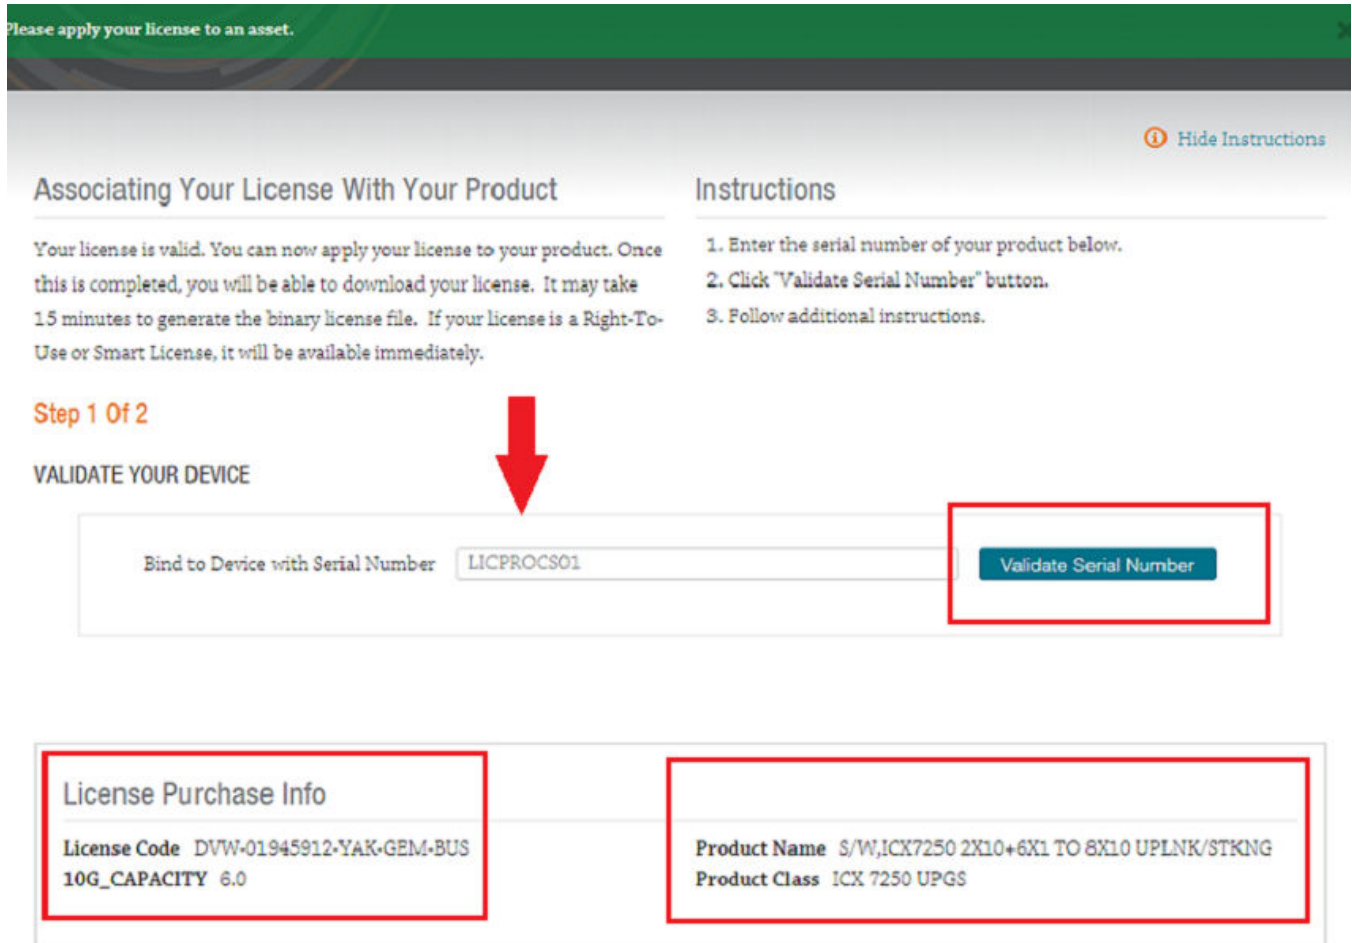 Please apply your license to an asset.
Hide Instructions
Associating Your License With Your Product
Your license is valid. You can now apply your license to your product. Once
this is completed, you will be able to download your license. It may take
15 minutes to generate the binary license file. If your license is a Right-To-
Use or Smart License, it will be available immediately.
Instructions
1. Enter the serial number of your product below.
2. Click "Validate Serial Number" button.
3. Follow additional instructions.
Step 1 Of 2
VALIDATE YOUR DEVICE
Bind to Device with Serial Number LICPROCS01 Validate Serial Number
License Purchase Info
License Code DVW-01945912-YAK-GEM-BUS
10G_CAPACITY 6.0
Product Name S/W,ICX7250 2X10+6X1 TO 8X10 UPLNK/STKNG
Product Class ICX 7250 UPGS